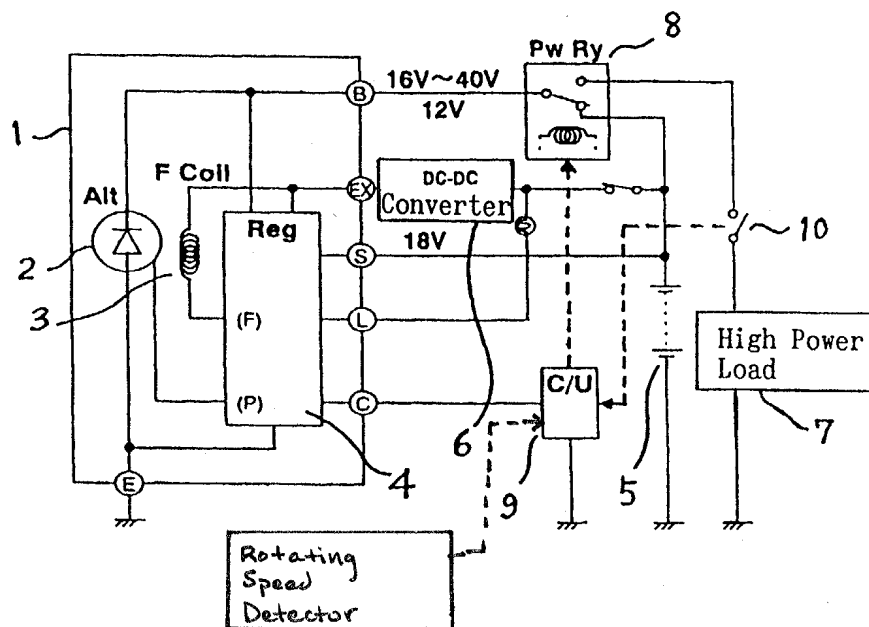 8
Pw Ry
16V～40V
12V
B
1
F Coil
EX
DC-DC
Converter
Alt
Reg
10
2
18V
S
3
(F)
L
High Power
Load
C/U
(P)
C
6
5
7
4
9
E
Rotating
Speed
Detector